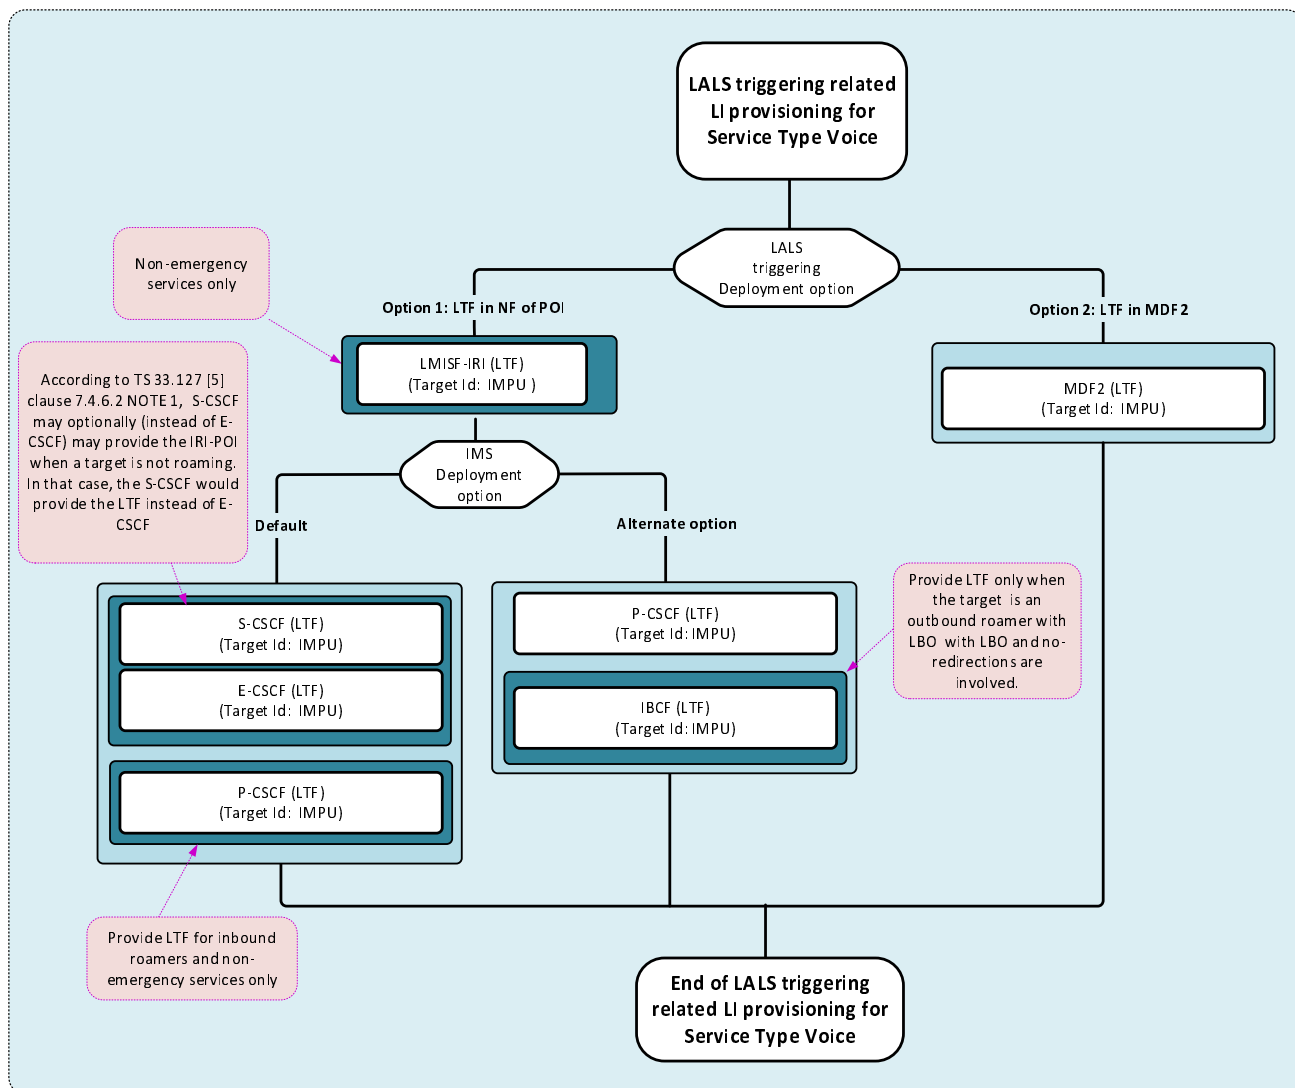 LALS triggering related
LI provisioning for
Service Type Voice
LALS
triggering
Deployment option
Non-emergency
services only
Option 1: LTF in NF of POI
Option 2: LTF in MDF2
LMISF-IRI (LTF)
(Target Id: IMPU )
MDF2 (LTF)
(Target Id: IMPU)
According to TS 33.127 [5]
clause 7.4.6.2 NOTE 1, S-CSCF
may optionally (instead of E-
CSCF) may provide the IRI-POI
when a target is not roaming.
In that case, the S-CSCF would
provide the LTF instead of E-
CSCF
IMS
Deployment
option
Default
Alternate option
S-CSCF (LTF)
(Target Id: IMPU)
E-CSCF (LTF)
(Target Id: IMPU)
P-CSCF (LTF)
(Target Id: IMPU)
P-CSCF (LTF)
(Target Id: IMPU)
IBCF (LTF)
(Target Id: IMPU)
Provide LTF only when
the target is an
outbound roamer with
LBO with LBO and no-
redirections are
involved.
Provide LTF for inbound
roamers and non-
emergency services only
End of LALS triggering
related LI provisioning for
Service Type Voice